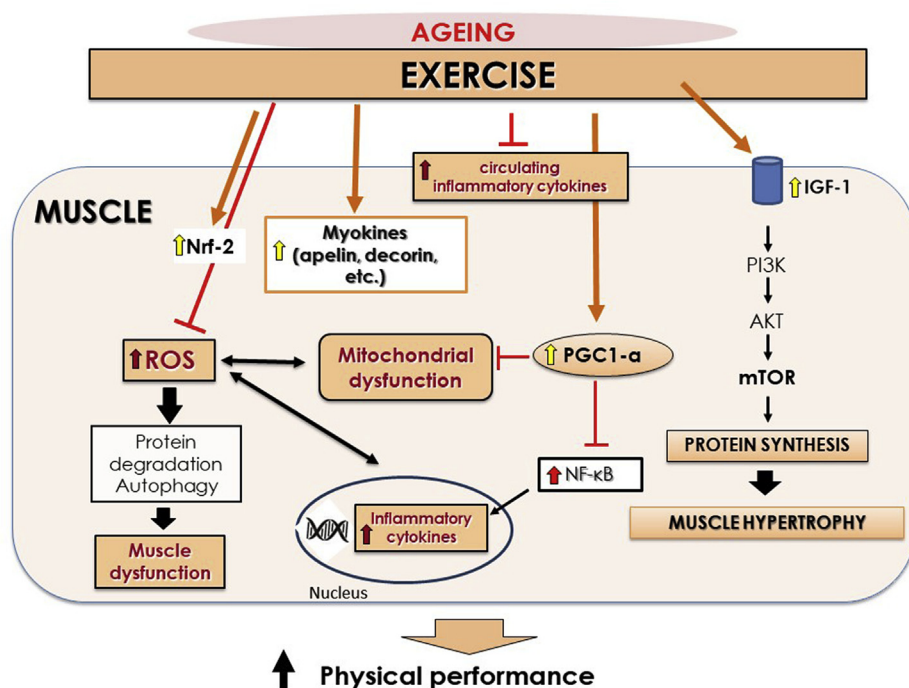 AGEING
EXERCISE
circulating
inflammatory cytokines
IGF-1
MUSCLE
Nrf-2
Myokines
(apelin, decorin,
etc.)
PI3K
AKT
mTOR
ROS
Mitochondrial
dysfunction
PGC1-a
PROTEIN SYNTHESIS
Protein
degradation
Autophagy
NF-κB
MUSCLE HYPERTROPHY
Inflammatory
cytokines
Muscle
dysfunction
Nucleus
Physical performance